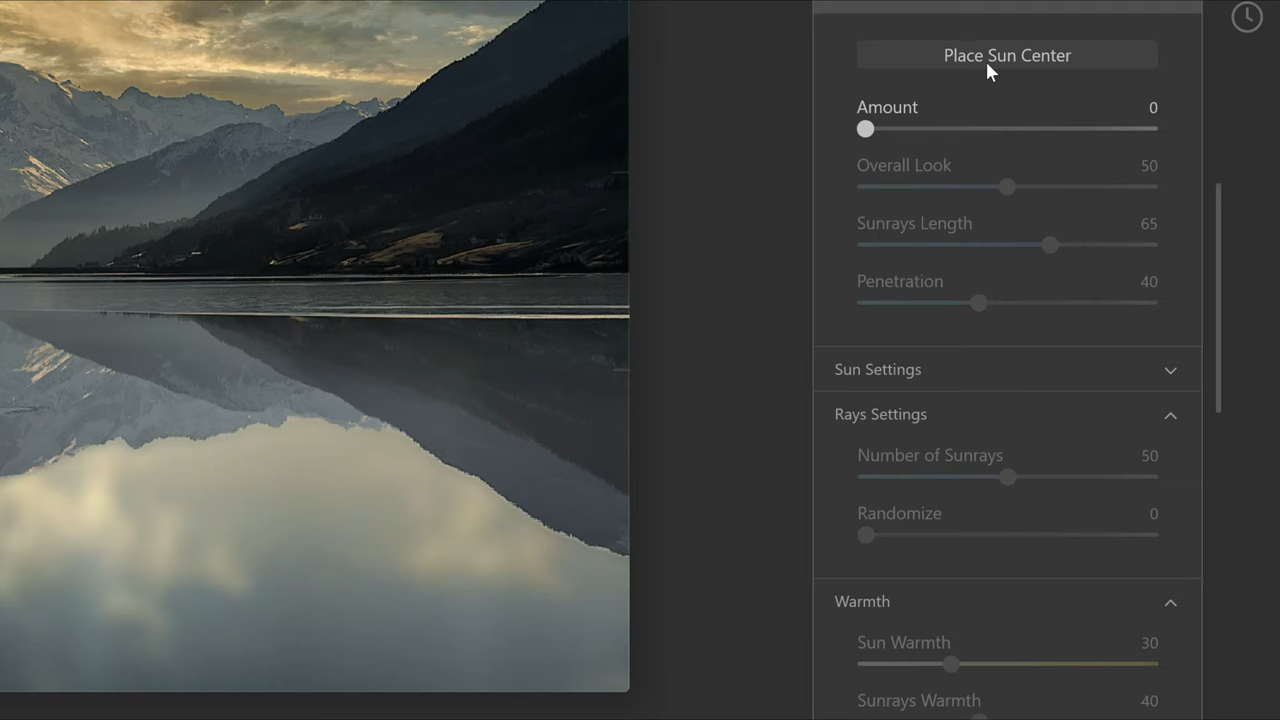 Place Sun Center
Amount 0
Overall Look 50
Sunrays Length 65
Penetration 40
Sun Settings
Rays Settings
Number of Sunrays 50
Randomize 0
Warmth
Sun Warmth 30
Sunrays Warmth 40